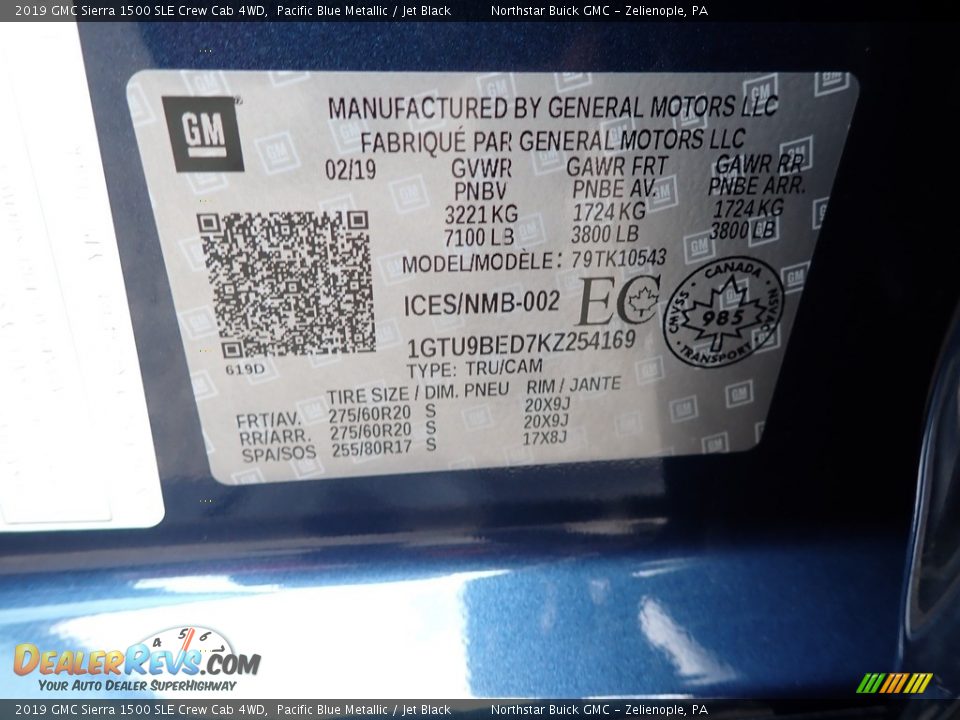 2019 GMC Sierra 1500 SLE Crew Cab 4WD, Pacific Blue Metallic / Jet Black Northstar Buick GMC – Zelienople, PA
GM
MANUFACTURED BY GENERAL MOTORS LLC
FABRIQUÉ PAR GENERAL MOTORS LLC
02/19 GVWR GAWR FRT GAWR RR
PNBV PNBE AV. PNBE ARR.
3221 KG 1724 KG 1724 KG
7100 LB 3800 LB 3800 LB
MODEL/MODÈLE: 79TK10543
ICES/NMB-002 EC
CANADA
985
TRANSPORT
1GTU9BED7KZ254169
619D
TYPE: TRU/CAM
TIRE SIZE / DIM. PNEU RIM / JANTE
FRT/AV. 275/60R20 S 20X9J
RR/ARR. 275/60R20 S 20X9J
SPA/SOS 255/80R17 S 17X8J
4 5 6
DealerRevs.com
Your Auto Dealer SuperHighway
2019 GMC Sierra 1500 SLE Crew Cab 4WD, Pacific Blue Metallic / Jet Black Northstar Buick GMC – Zelienople, PA